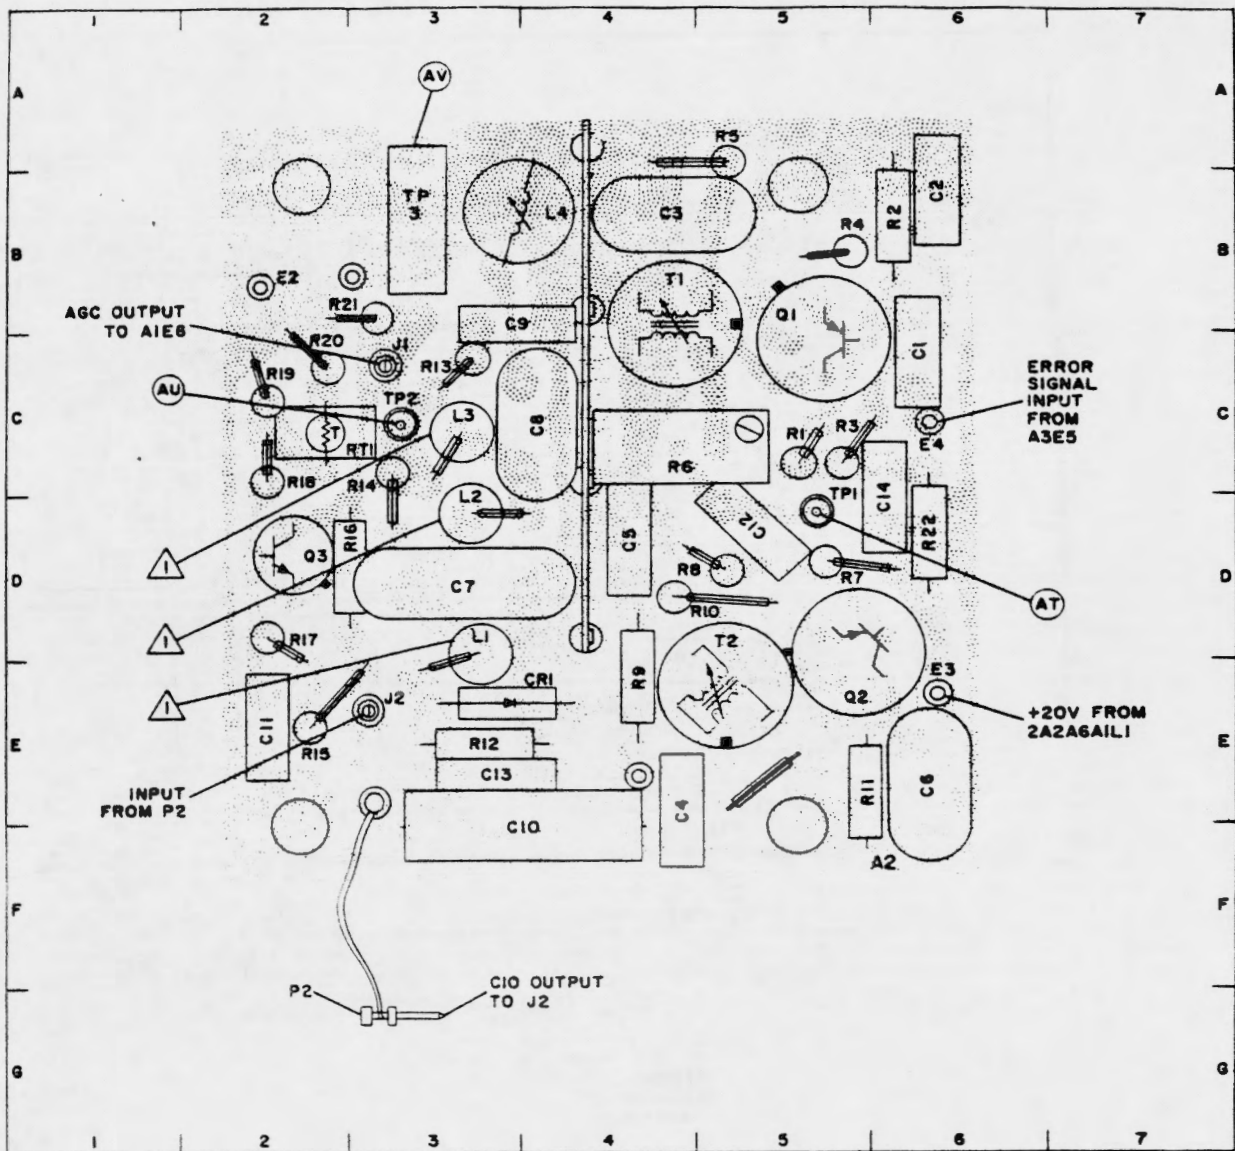 1 2 3 4 5 6 7
A A
AV
R5
TP
3
L4
C3
R2
C2
B R4 B
E2
T1
R21
C9
Q1
C1
AGC OUTPUT
TO A1E6
R20
J1
R13
R19
ERROR
SIGNAL
INPUT
FROM
A3E5
AU
TP2
L3
C8
R1
R3
C C
E4
T
RT1
R6
R18
R14
L2
TP1
C14
R16
C5
C12
R22
Q3
1
R8
R7
D C7 D
R10
AT
1
R17
L1
T2
E3
CR1
R9
1
J2
Q2
+20V FROM
2A2A6A1L1
C11
R15
R12
E E
C13
R11
C6
INPUT
FROM P2
C4
C10
A2
F F
P2
C10 OUTPUT
TO J2
G G
1 2 3 4 5 6 7